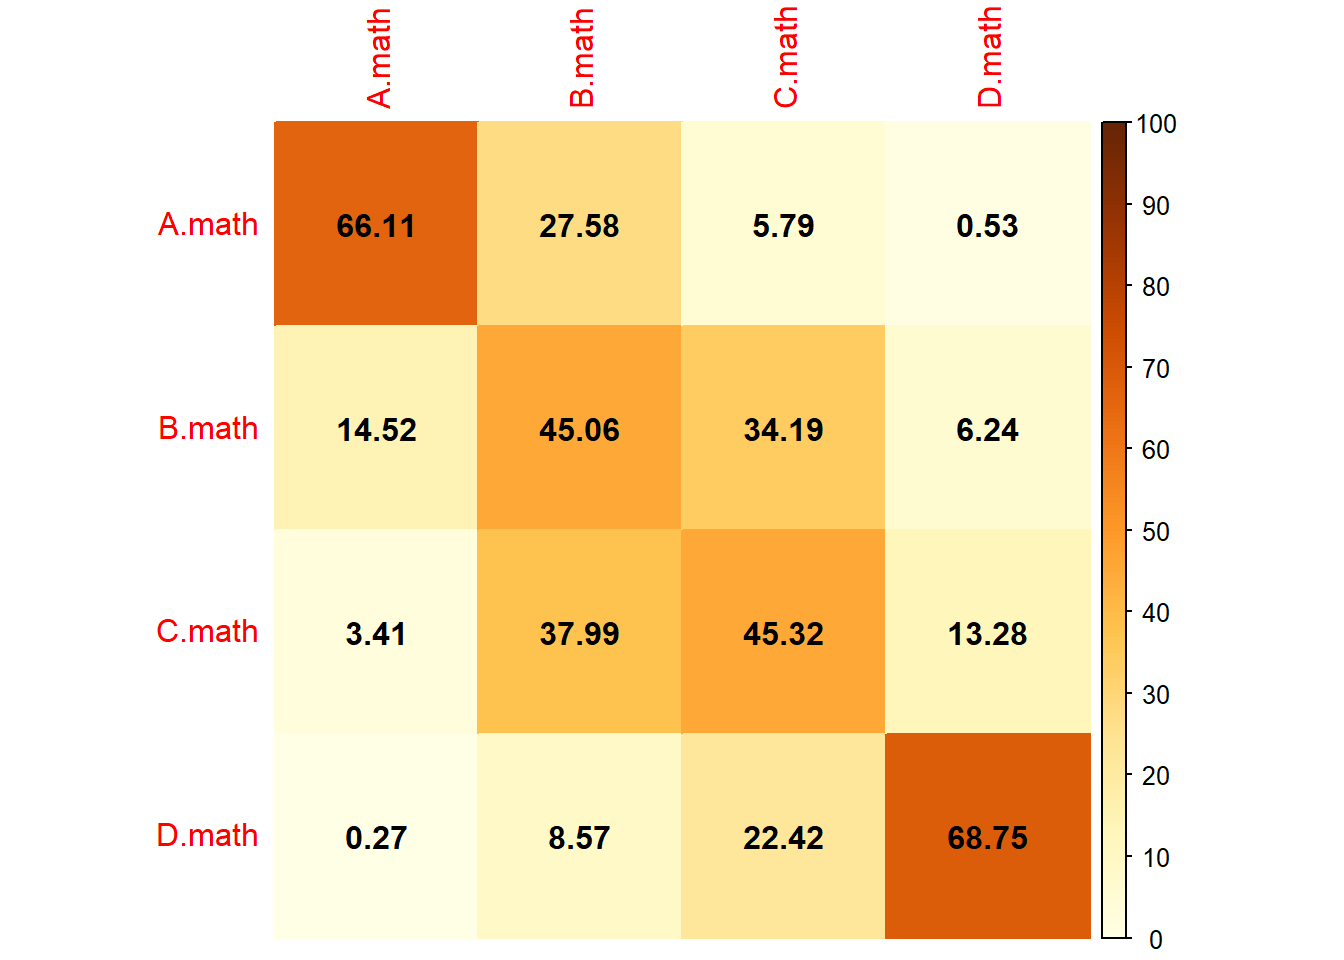 A.math B.math C.math D.math
100
A.math 66.11 27.58 5.79 0.53
90
80
70
B.math 14.52 45.06 34.19 6.24
60
50
40
C.math 3.41 37.99 45.32 13.28
30
20
D.math 0.27 8.57 22.42 68.75
10
0